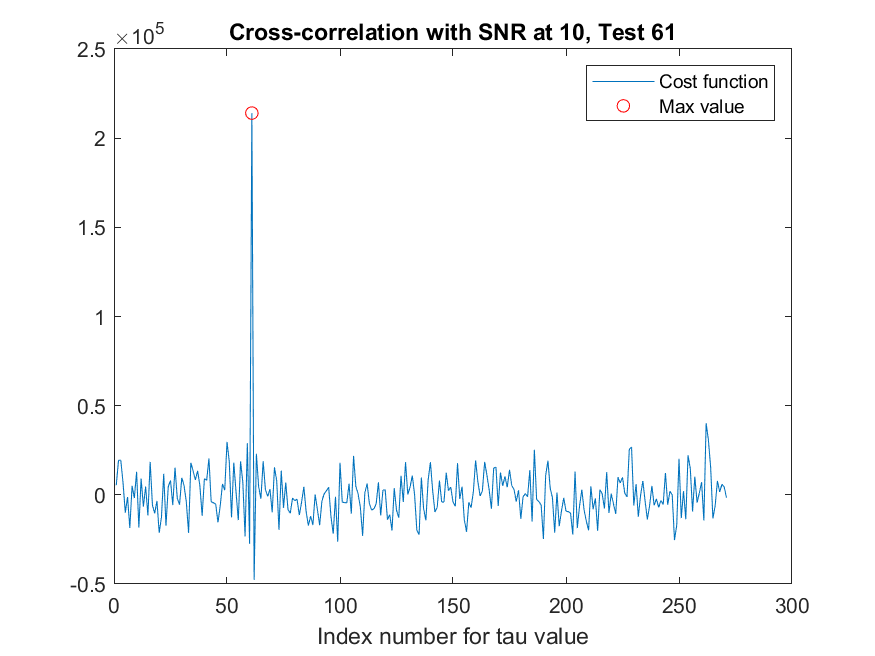 Cross-correlation with SNR at 10, Test 61
×10^5
Cost function
Max value
2.5
2
1.5
1
0.5
0
-0.5
0 50 100 150 200 250 300
Index number for tau value